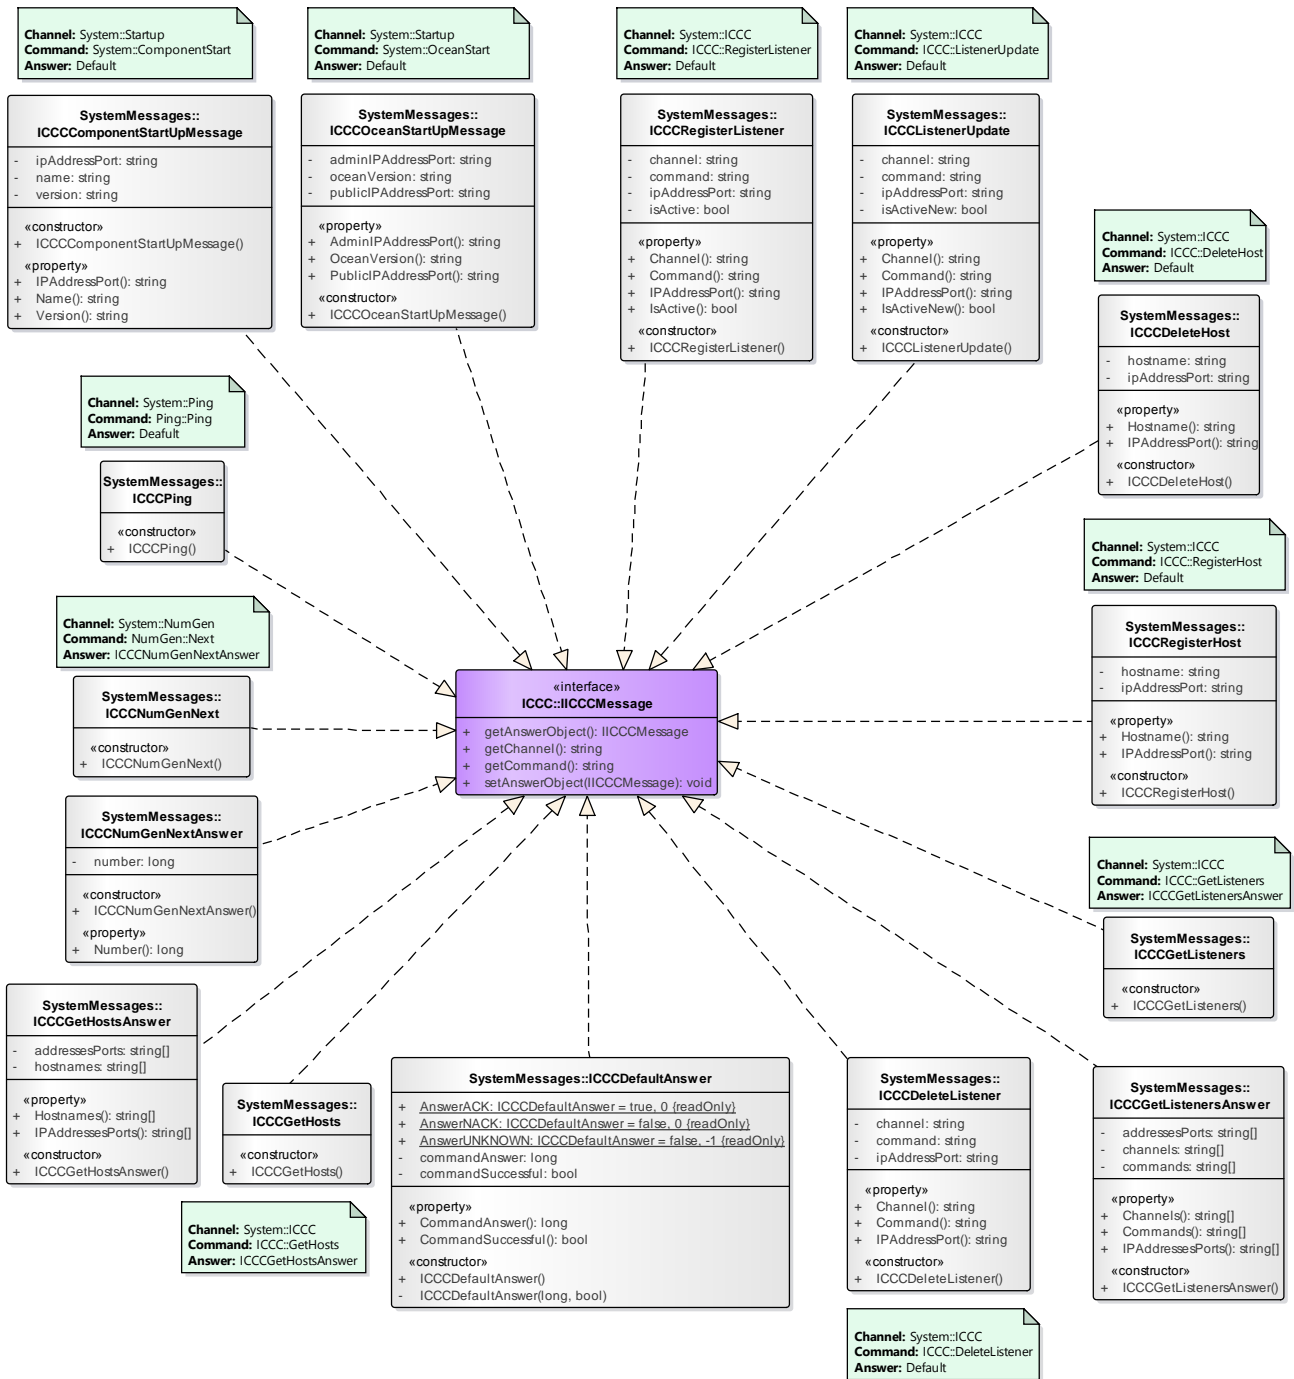 Channel: System::Startup
Command: System::ComponentStart
Answer: Default
SystemMessages::
ICCCComponentStartUpMessage
- ipAddressPort: string
- name: string
- version: string
«constructor»
+ ICCCComponentStartUpMessage()
«property»
+ IPAddressPort(): string
+ Name(): string
+ Version(): string
Channel: System::Startup
Command: System::OceanStart
Answer: Default
SystemMessages::
ICCCOceanStartUpMessage
- adminIPAddressPort: string
- oceanVersion: string
- publicIPAddressPort: string
«property»
+ AdminIPAddressPort(): string
+ OceanVersion(): string
+ PublicIPAddressPort(): string
«constructor»
+ ICCCOceanStartUpMessage()
Channel: System::ICCC
Command: ICCC::RegisterListener
Answer: Default
SystemMessages::
ICCCRegisterListener
- channel: string
- command: string
- ipAddressPort: string
- isActive: bool
«property»
+ Channel(): string
+ Command(): string
+ IPAddressPort(): string
+ IsActive(): bool
«constructor»
+ ICCCRegisterListener()
Channel: System::ICCC
Command: ICCC::ListenerUpdate
Answer: Default
SystemMessages::
ICCCListenerUpdate
- channel: string
- command: string
- ipAddressPort: string
- isActiveNew: bool
«property»
+ Channel(): string
+ Command(): string
+ IPAddressPort(): string
+ IsActiveNew(): bool
«constructor»
+ ICCCListenerUpdate()
Channel: System::ICCC
Command: ICCC::DeleteHost
Answer: Default
SystemMessages::
ICCCDeleteHost
- hostname: string
- ipAddressPort: string
«property»
+ Hostname(): string
+ IPAddressPort(): string
«constructor»
+ ICCCDeleteHost()
Channel: System::Ping
Command: Ping::Ping
Answer: Deafult
SystemMessages::
ICCCPing
«constructor»
+ ICCCPing()
Channel: System::ICCC
Command: ICCC::RegisterHost
Answer: Default
SystemMessages::
ICCCRegisterHost
- hostname: string
- ipAddressPort: string
«property»
+ Hostname(): string
+ IPAddressPort(): string
«constructor»
+ ICCCRegisterHost()
Channel: System::NumGen
Command: NumGen::Next
Answer: ICCCNumGenNextAnswer
SystemMessages::
ICCCNumGenNext
«constructor»
+ ICCCNumGenNext()
«interface»
ICCC::IICCCMessage
+ getAnswerObject(): IICCCMessage
+ getChannel(): string
+ getCommand(): string
+ setAnswerObject(IICCCMessage): void
SystemMessages::
ICCCNumGenNextAnswer
- number: long
«constructor»
+ ICCCNumGenNextAnswer()
«property»
+ Number(): long
Channel: System::ICCC
Command: ICCC::GetListeners
Answer: ICCCGetListenersAnswer
SystemMessages::
ICCCGetListeners
«constructor»
+ ICCCGetListeners()
SystemMessages::
ICCCGetHostsAnswer
- addressesPorts: string[]
- hostnames: string[]
«property»
+ Hostnames(): string[]
+ IPAddressesPorts(): string[]
«constructor»
+ ICCCGetHostsAnswer()
SystemMessages::
ICCCGetHosts
«constructor»
+ ICCCGetHosts()
Channel: System::ICCC
Command: ICCC::GetHosts
Answer: ICCCGetHostsAnswer
SystemMessages::ICCCDefaultAnswer
+ AnswerACK: ICCCDefaultAnswer = true, 0 {readOnly}
+ AnswerNACK: ICCCDefaultAnswer = false, 0 {readOnly}
+ AnswerUNKNOWN: ICCCDefaultAnswer = false, -1 {readOnly}
- commandAnswer: long
- commandSuccessful: bool
«property»
+ CommandAnswer(): long
+ CommandSuccessful(): bool
«constructor»
+ ICCCDefaultAnswer()
- ICCCDefaultAnswer(long, bool)
SystemMessages::
ICCCDeleteListener
- channel: string
- command: string
- ipAddressPort: string
«property»
+ Channel(): string
+ Command(): string
+ IPAddressPort(): string
«constructor»
+ ICCCDeleteListener()
Channel: System::ICCC
Command: ICCC::DeleteListener
Answer: Default
SystemMessages::
ICCCGetListenersAnswer
- addressesPorts: string[]
- channels: string[]
- commands: string[]
«property»
+ Channels(): string[]
+ Commands(): string[]
+ IPAddressesPorts(): string[]
«constructor»
+ ICCCGetListenersAnswer()